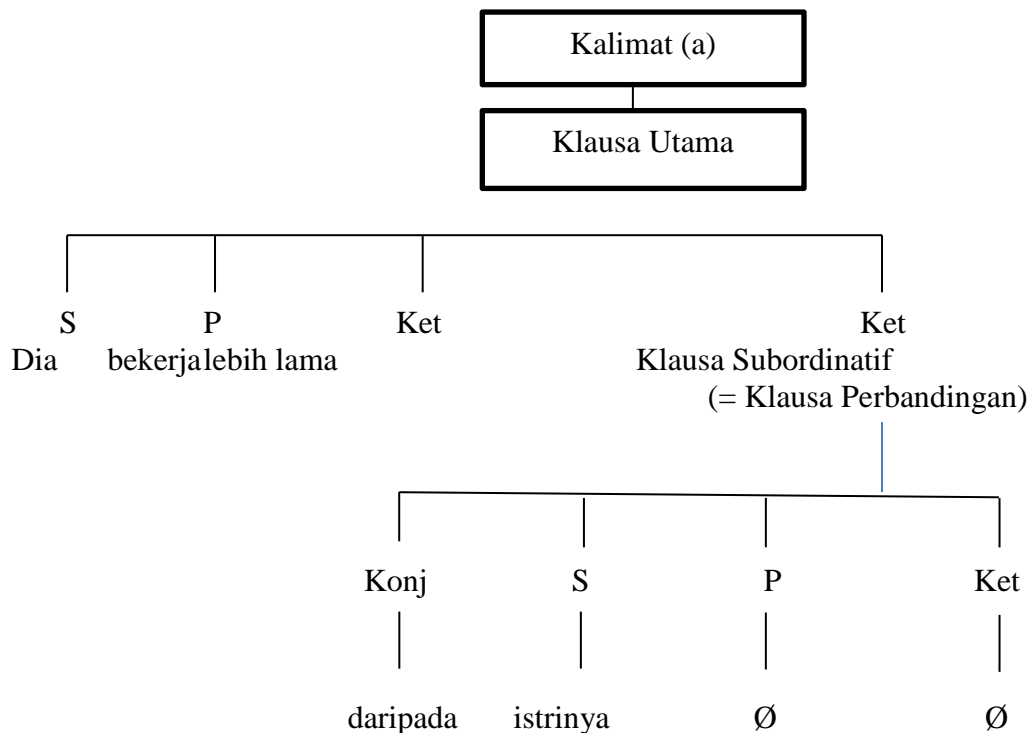 Kalimat (a)
Klausa Utama
S P Ket Ket
Dia bekerjalebih lama Klausa Subordinatif
(= Klausa Perbandingan)
Konj S P Ket
daripada istrinya Ø Ø